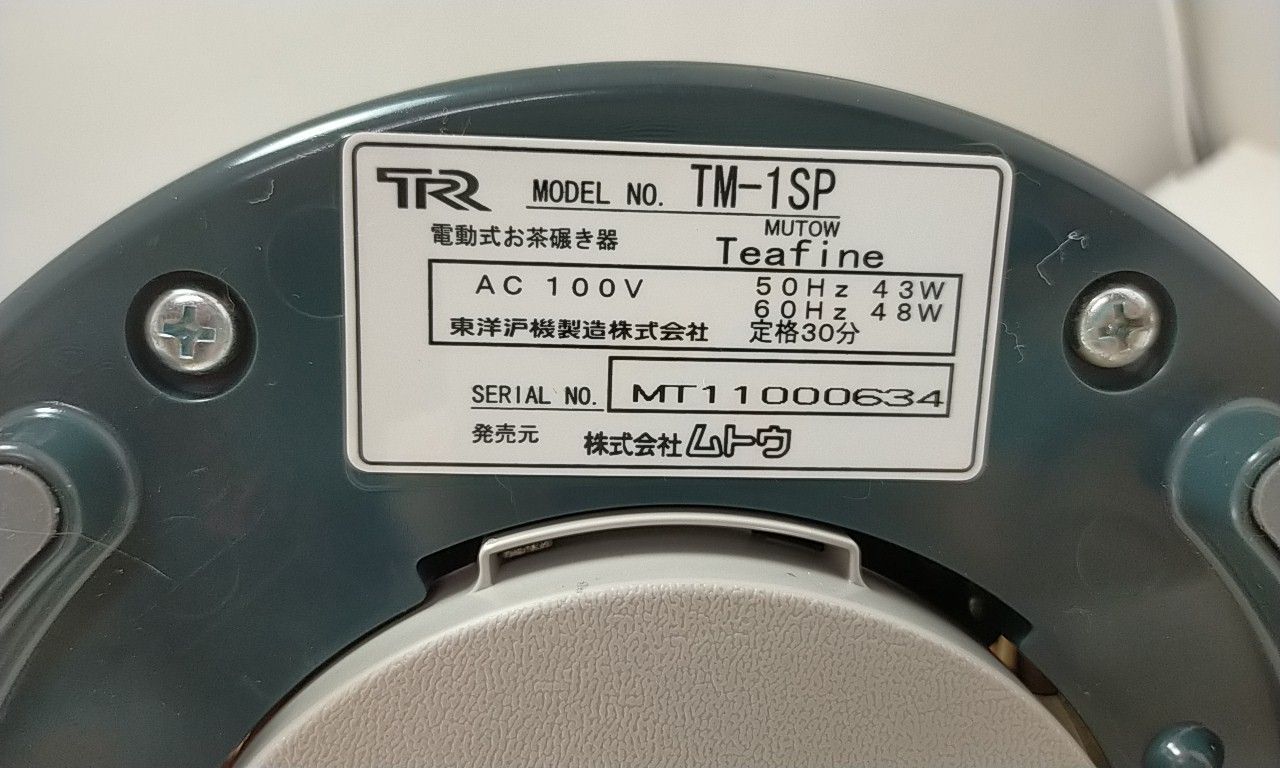 TRR MODEL NO. TM-1SP
電動式お茶碾き器 MUTOW
Teafine
AC 100V 50Hz 43W
60Hz 48W
東洋沪機製造株式会社 定格30分
SERIAL NO. MT11000634
発売元 株式会社ムトウ